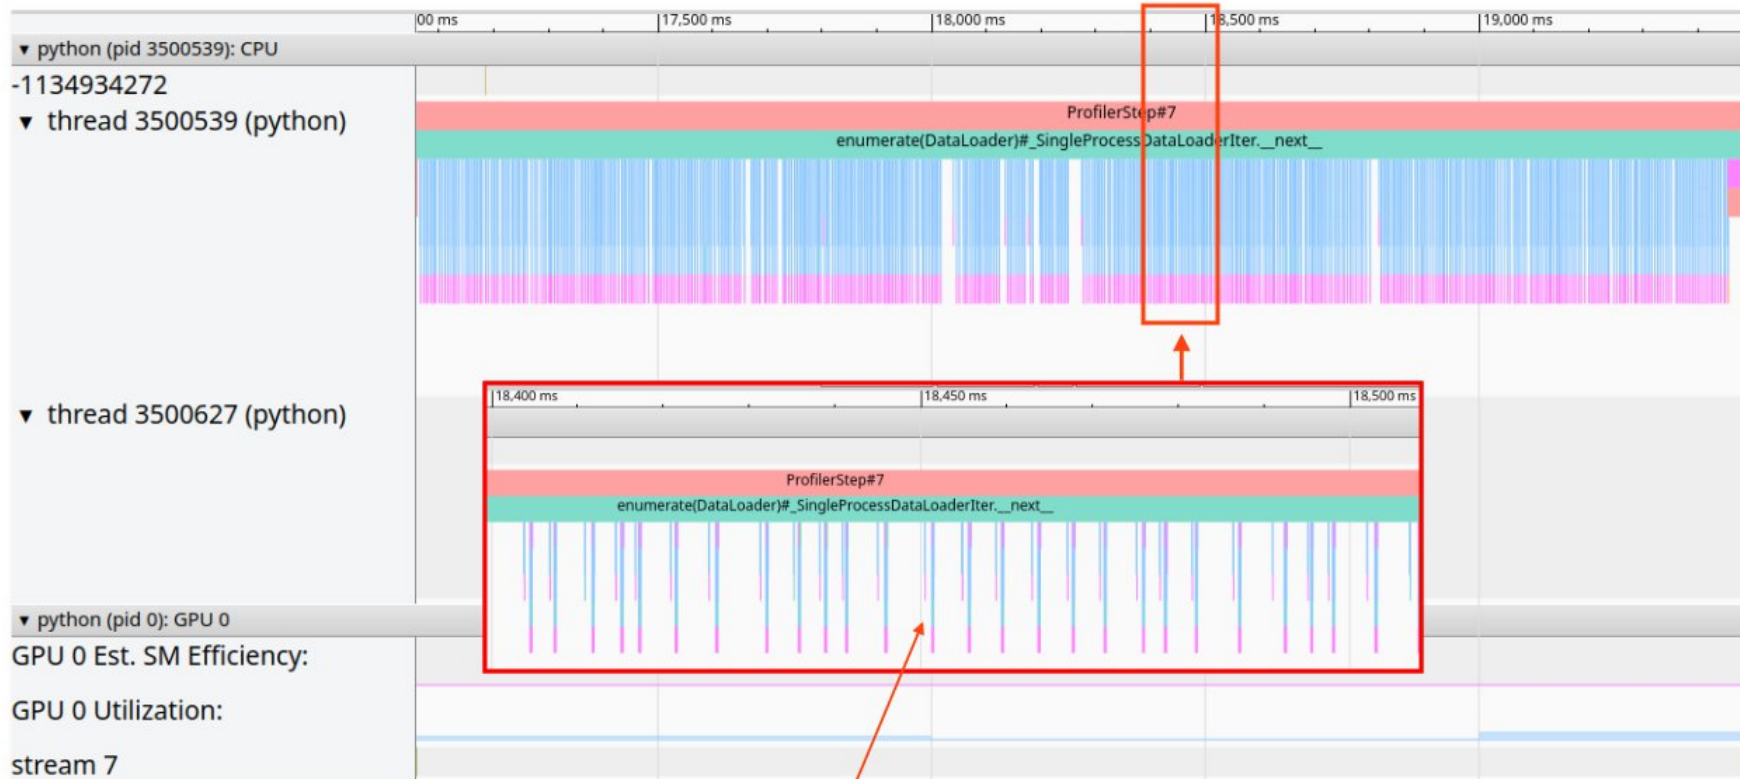 00 ms 17,500 ms 18,000 ms 18,500 ms 19,000 ms
▾ python (pid 3500539): CPU
-1134934272
▾ thread 3500539 (python)
ProfilerStep#7
enumerate(DataLoader)#_SingleProcessDataLoaderIter.__next__
▾ thread 3500627 (python)
18,400 ms 18,450 ms 18,500 ms
ProfilerStep#7
enumerate(DataLoader)#_SingleProcessDataLoaderIter.__next__
▾ python (pid 0): GPU 0
GPU 0 Est. SM Efficiency:
GPU 0 Utilization:
stream 7